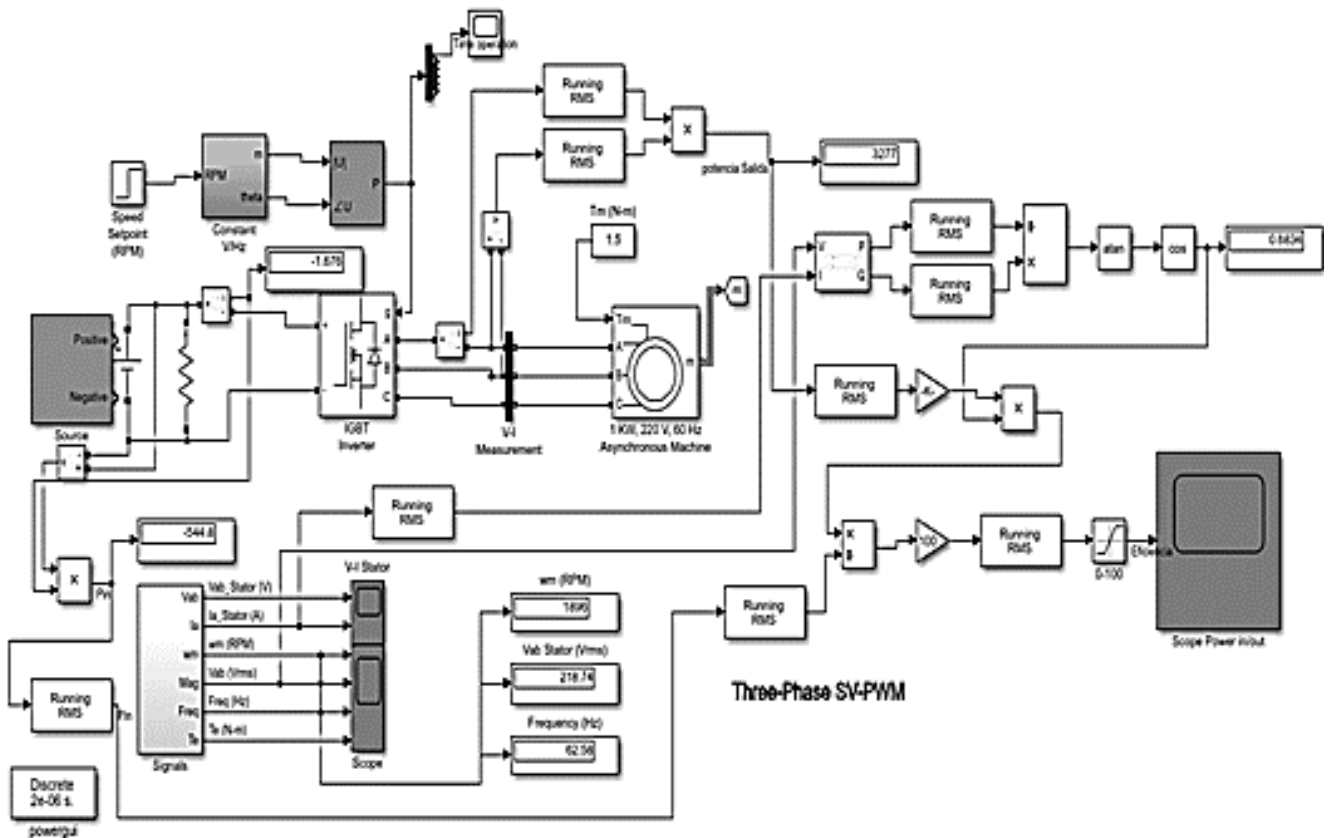 Time operation
Running
RMS
Running
RMS
X
potencia Salida
3277
Speed
Setpoint
(RPM)
RPM
m
theta
Constant
V/Hz
P
Tm (N-m)
1.5
V
I
P
Q
Running
RMS
Running
RMS
X
atan
cos
-1.676
Positive
Negative
Source
+
-
g
A
B
C
IGBT
Inverter
V-I
Measurement
Tm
A
B
C
m
m
1 KW, 220 V, 60 Hz
Asynchronous Machine
Running
RMS
-K-
X
Running
RMS
X
Pin
-544.8
Running
RMS
Pin
Vab
Ia
wm
Mag
Freq
Te
Signals
Vab_Stator (V)
Ia_Stator (A)
wm (RPM)
Vab (Vrms)
Freq (Hz)
Te (N-m)
V-I Stator
Scope
wm (RPM)
1896
Vab Stator (Vrms)
218.74
Frequency (Hz)
62.56
Running
RMS
X
100
Running
RMS
0-100
Eficiencia
Scope Power in/out
Three-Phase SV-PWM
Discrete
2e-06 s.
powergui